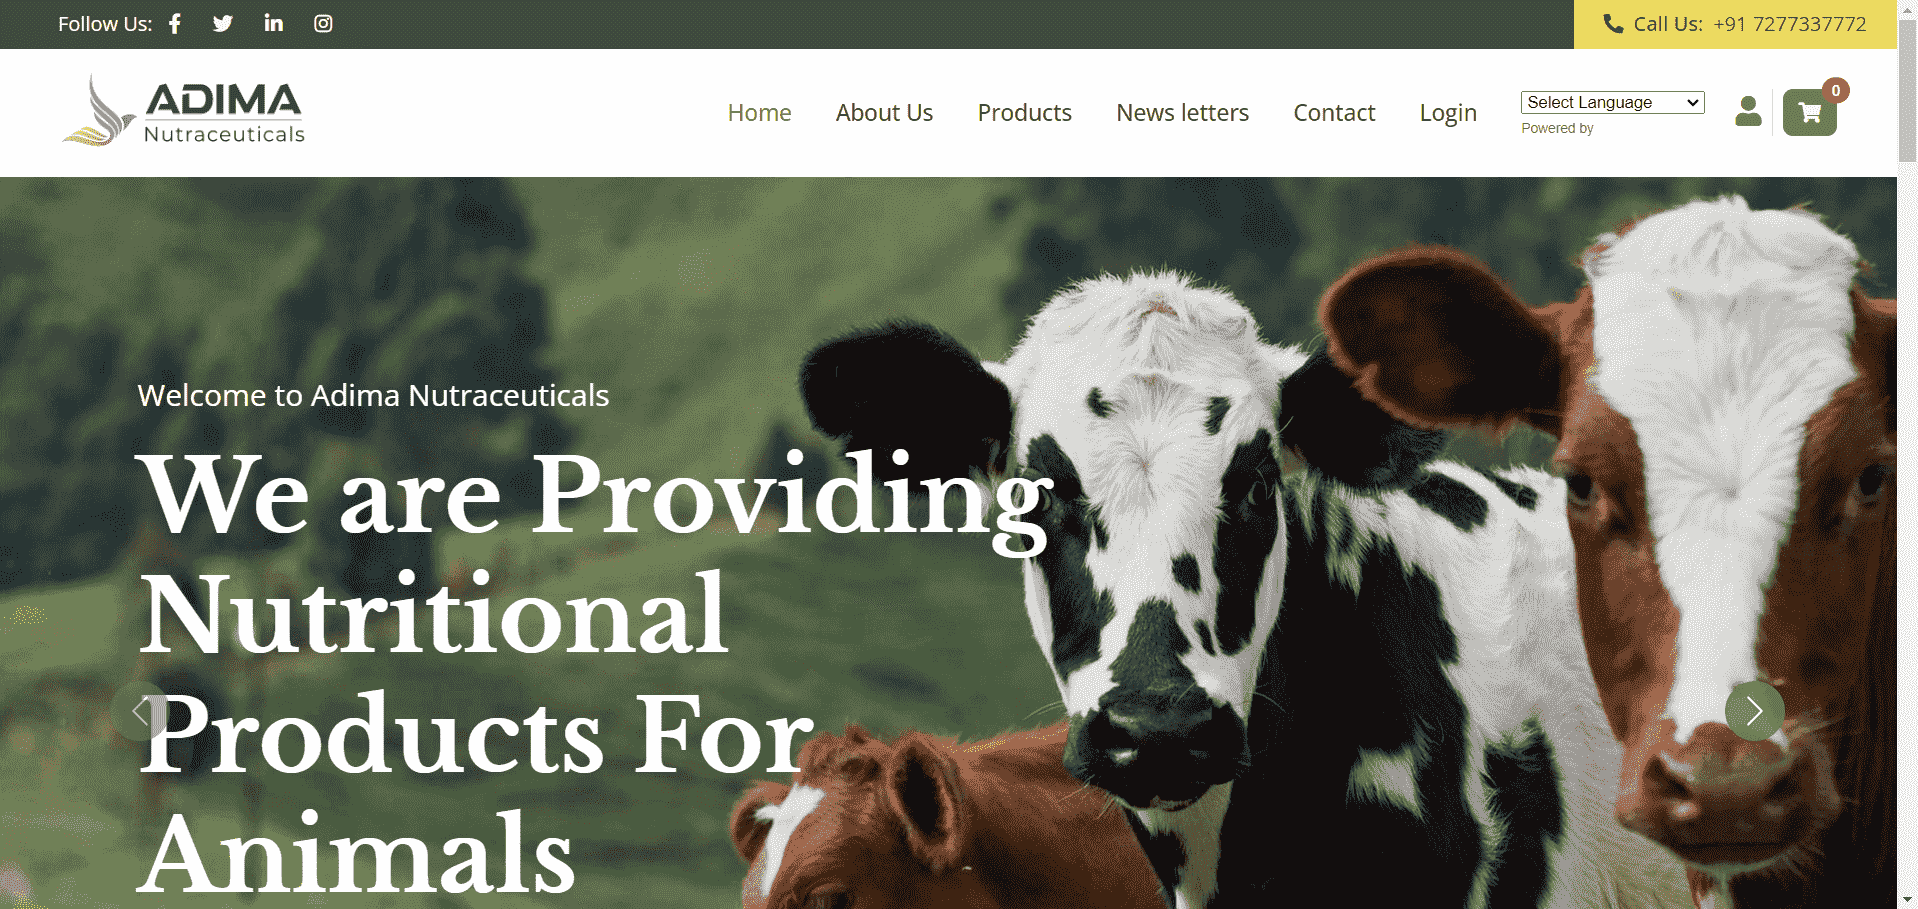 Follow Us:
Call Us: +91 7277337772
ADIMA
Nutraceuticals
Home
About Us
Products
News letters
Contact
Login
Select Language
Powered by
0
Welcome to Adima Nutraceuticals
We are Providing
Nutritional
Products For
Animals